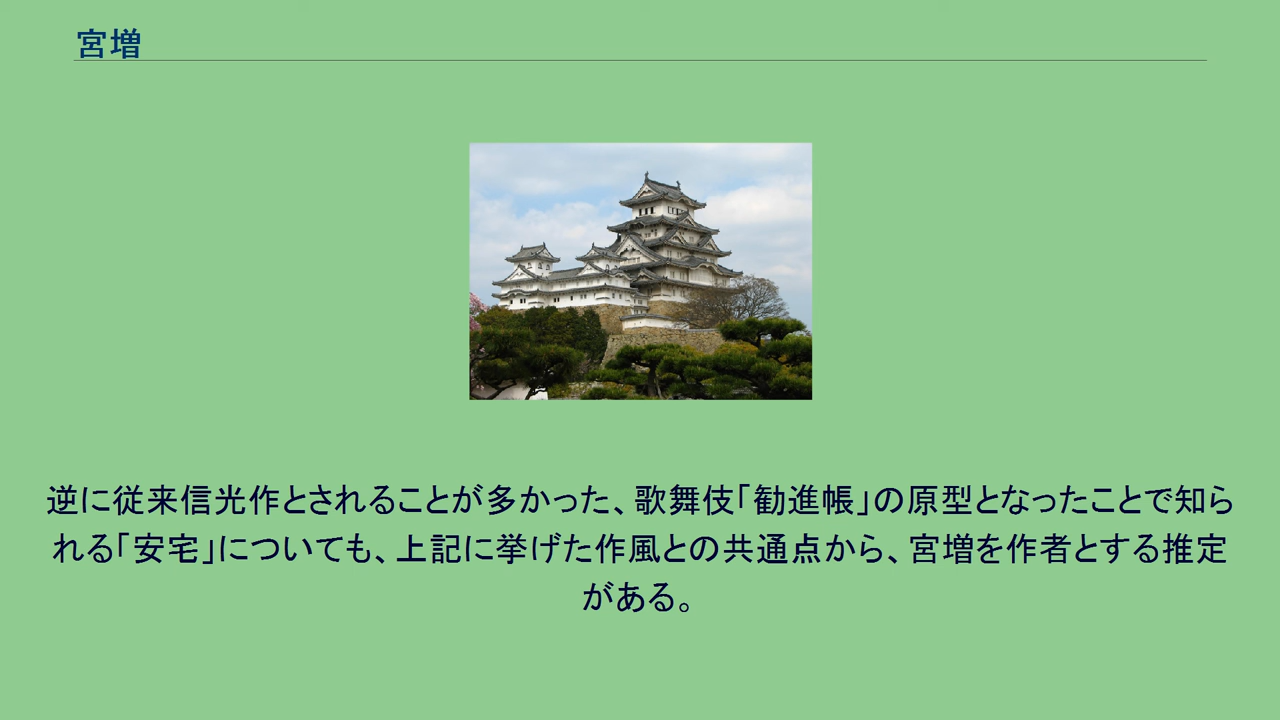 宮増
逆に従来信光作とされることが多かった、歌舞伎「勧進帳」の原型となったことで知ら
れる「安宅」についても、上記に挙げた作風との共通点から、宮増を作者とする推定
がある。